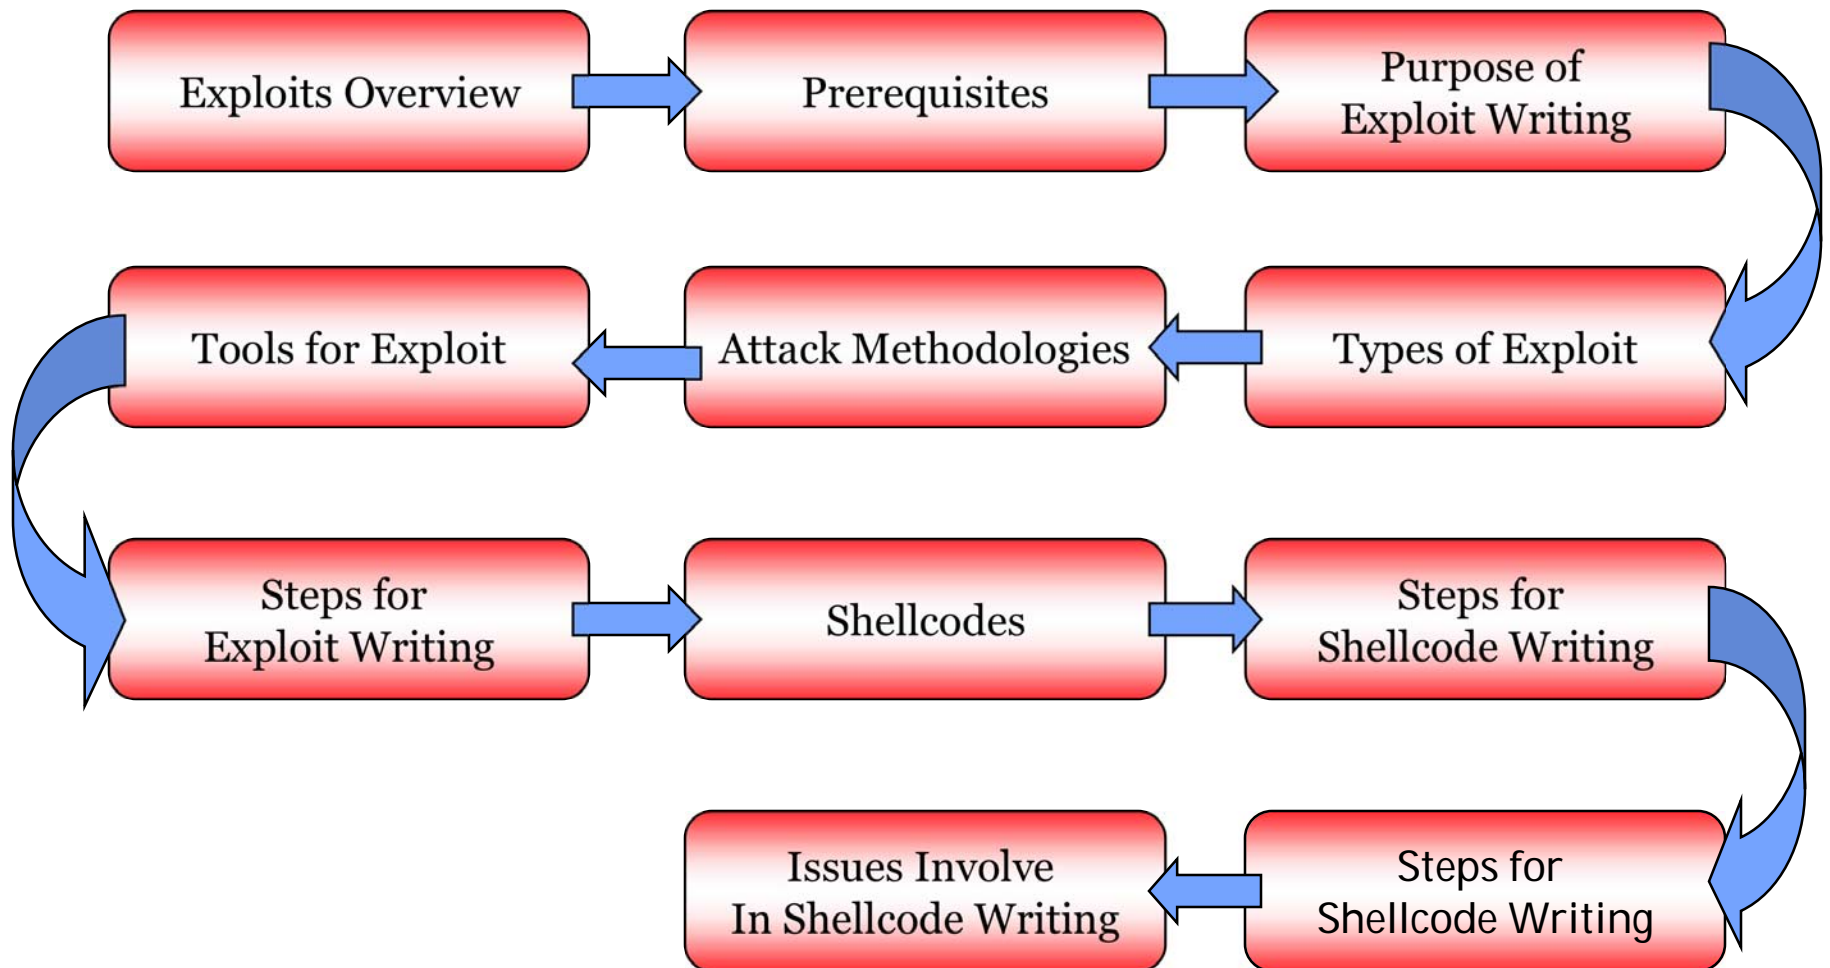 Exploits Overview
Prerequisites
Purpose of
Exploit Writing
Types of Exploit
Attack Methodologies
Tools for Exploit
Steps for
Exploit Writing
Shellcodes
Steps for
Shellcode Writing
Steps for
Shellcode Writing
Issues Involve
In Shellcode Writing